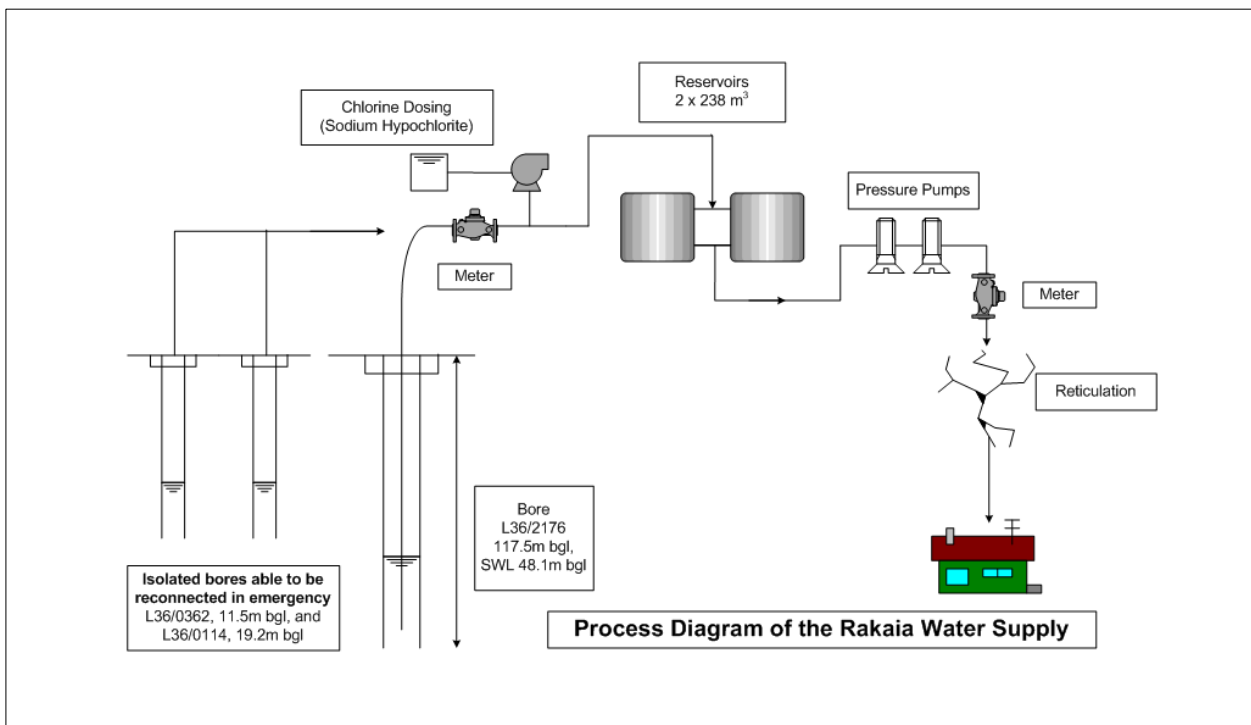 Reservoirs
2 x 238 m³
Chlorine Dosing
(Sodium Hypochlorite)
Pressure Pumps
Meter
Meter
Reticulation
Bore
L36/2176
117.5m bgl,
SWL 48.1m bgl
Isolated bores able to be
reconnected in emergency
L36/0362, 11.5m bgl, and
L36/0114, 19.2m bgl
Process Diagram of the Rakaia Water Supply